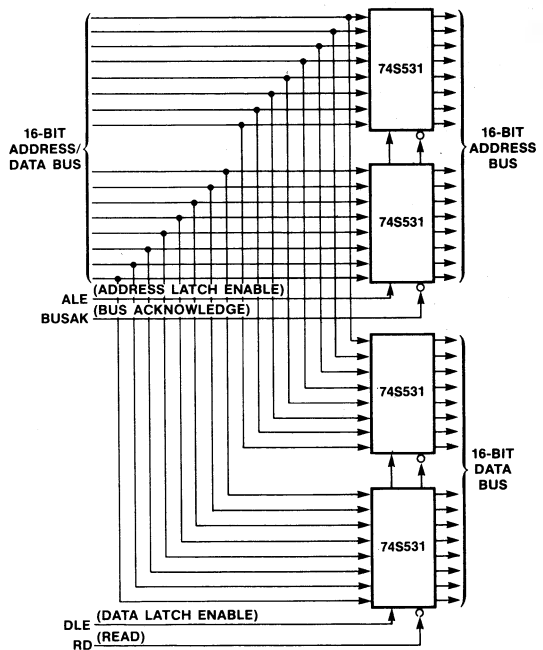 74S531
16-BIT
ADDRESS/
DATA BUS
16-BIT
ADDRESS
BUS
74S531
ALE (ADDRESS LATCH ENABLE)
BUSAK (BUS ACKNOWLEDGE)
74S531
16-BIT
DATA
BUS
74S531
DLE (DATA LATCH ENABLE)
RD (READ)